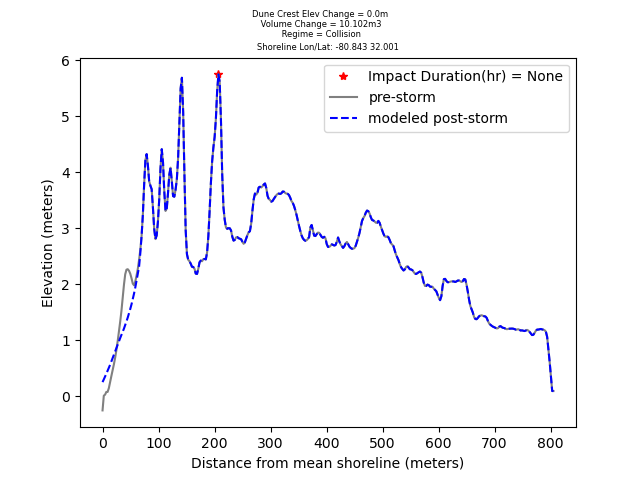 Dune Crest Elev Change = 0.0m
Volume Change = 10.102m3
Regime = Collision
Shoreline Lon/Lat: -80.843 32.001
Impact Duration(hr) = None
pre-storm
modeled post-storm
Elevation (meters)
6
5
4
3
2
1
0
0 100 200 300 400 500 600 700 800
Distance from mean shoreline (meters)